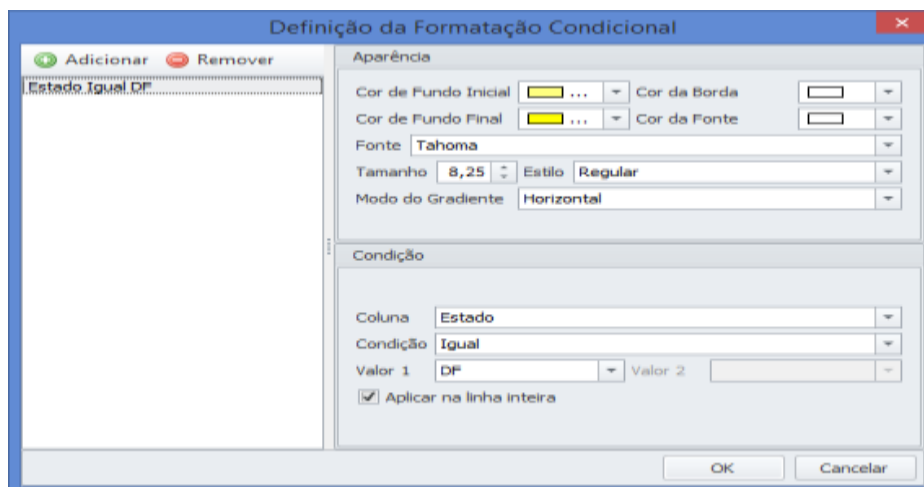 Definição da Formatação Condicional
Adicionar Remover
Estado Igual DF
Aparência
Cor de Fundo Inicial ... Cor da Borda
Cor de Fundo Final ... Cor da Fonte
Fonte Tahoma
Tamanho 8,25 Estilo Regular
Modo do Gradiente Horizontal
Condição
Coluna Estado
Condição Igual
Valor 1 DF Valor 2
Aplicar na linha inteira
OK Cancelar